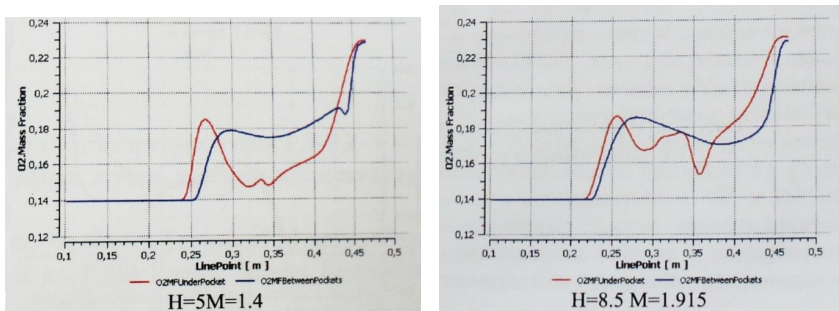 0,24
0,22
0,2
0,18
0,16
0,14
0,12
O2.Mass Fraction
0,1 0,15 0,2 0,25 0,3 0,35 0,4 0,45 0,5
LinePoint [ m ]
O2MFUnderPocket O2MFBetweenPockets
H=5M=1.4
0,24
0,22
0,2
0,18
0,16
0,14
0,12
O2.Mass Fraction
0,1 0,15 0,2 0,25 0,3 0,35 0,4 0,45 0,5
LinePoint [ m ]
O2MFUnderPocket O2MFBetweenPockets
H=8.5 M=1.915